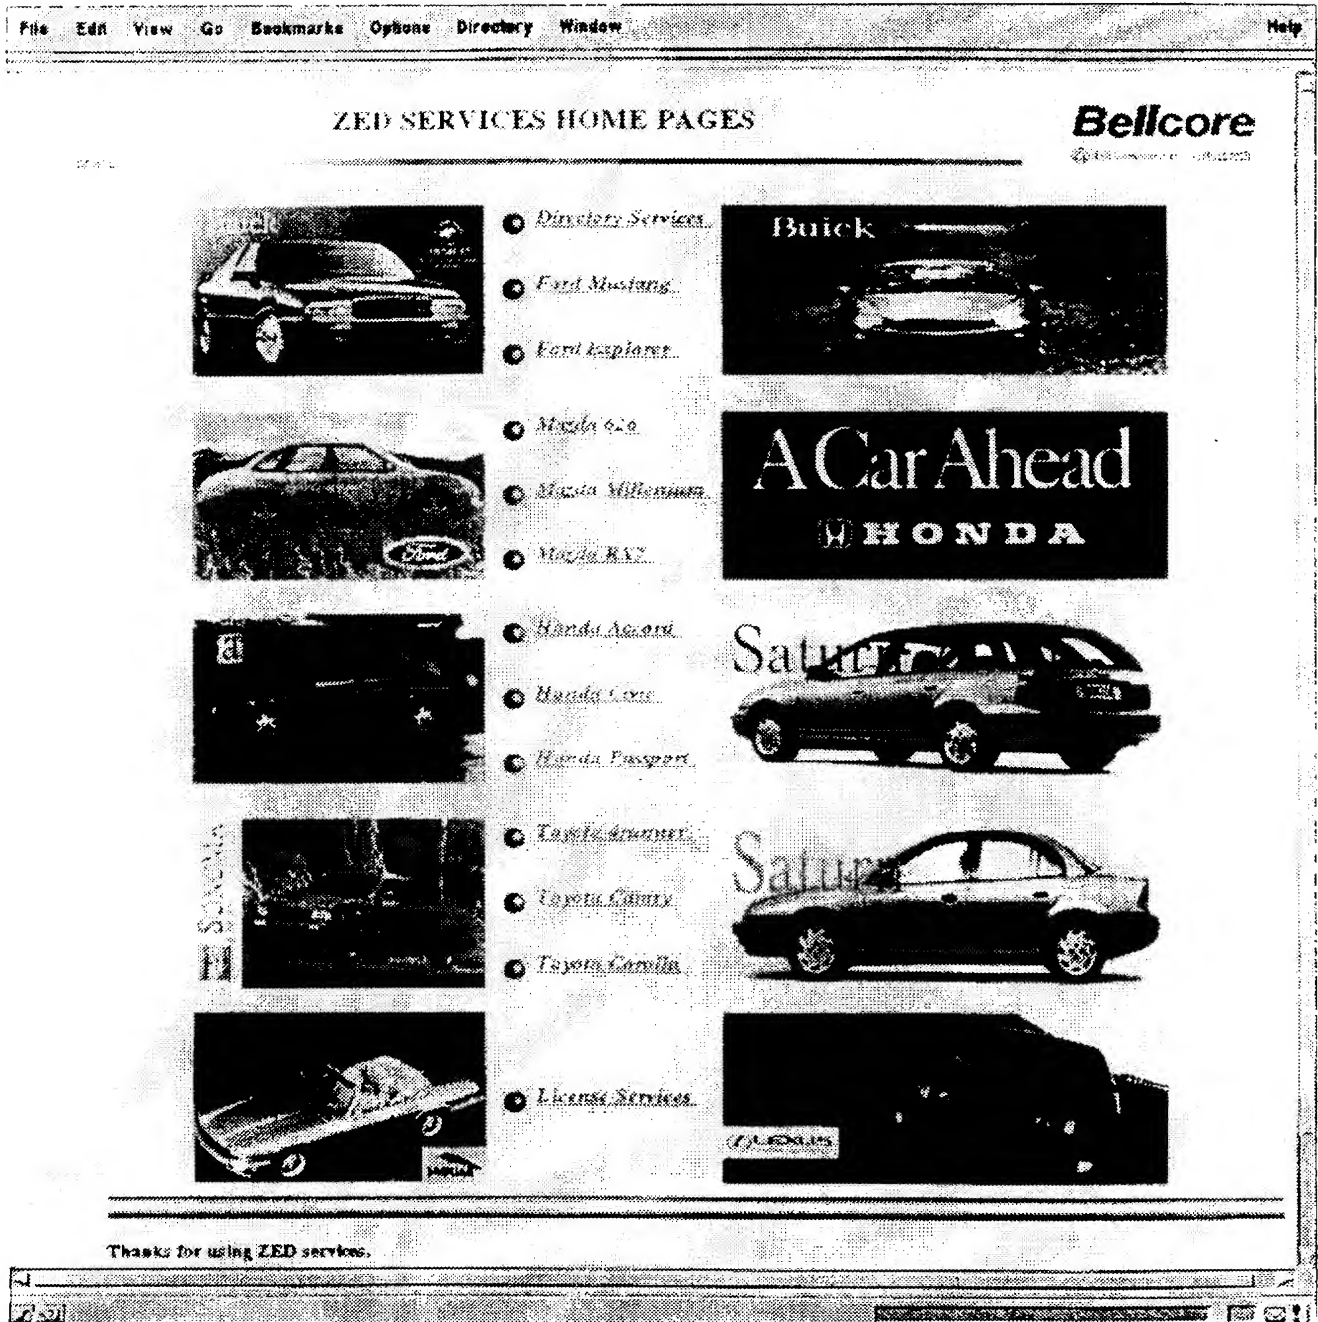 File Edit View Go Bookmarks Options Directory Window Help
ZED SERVICES HOME PAGES
Bellcore
Directory Services
Buick
Ford Mustang
Ford Explorer
Mazda 626
A Car Ahead
Mazda Millenium
HONDA
Mazda RX7
Ford
a
Honda Accord
Saturn
Honda Civic
Honda Passport
Toyota 4runner
Saturn
Toyota Camry
Toyota Corolla
License Services
LEXUS
JAGUAR
Thanks for using ZED services.